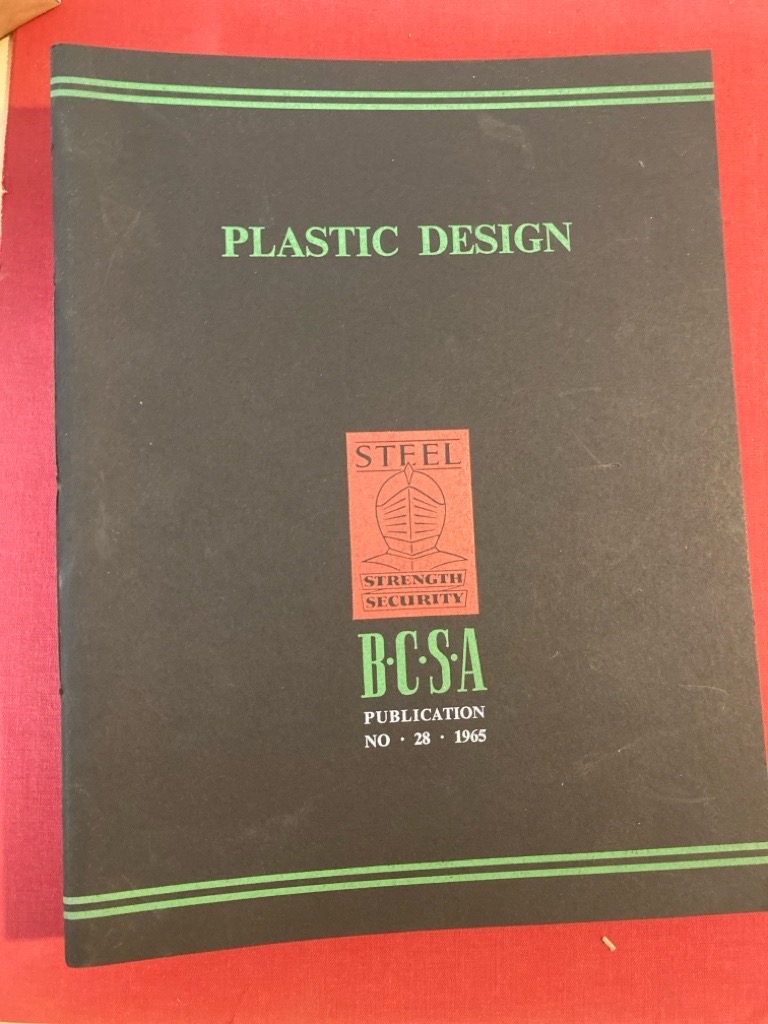 PLASTIC DESIGN
STEEL
STRENGTH
SECURITY
B·C·S·A
PUBLICATION
NO · 28 · 1965